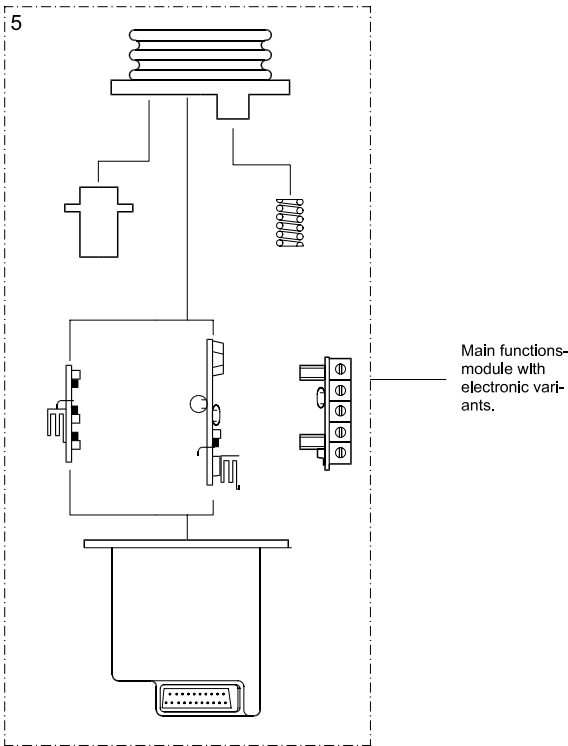 5
Main functions-
module with
electronic vari-
ants.